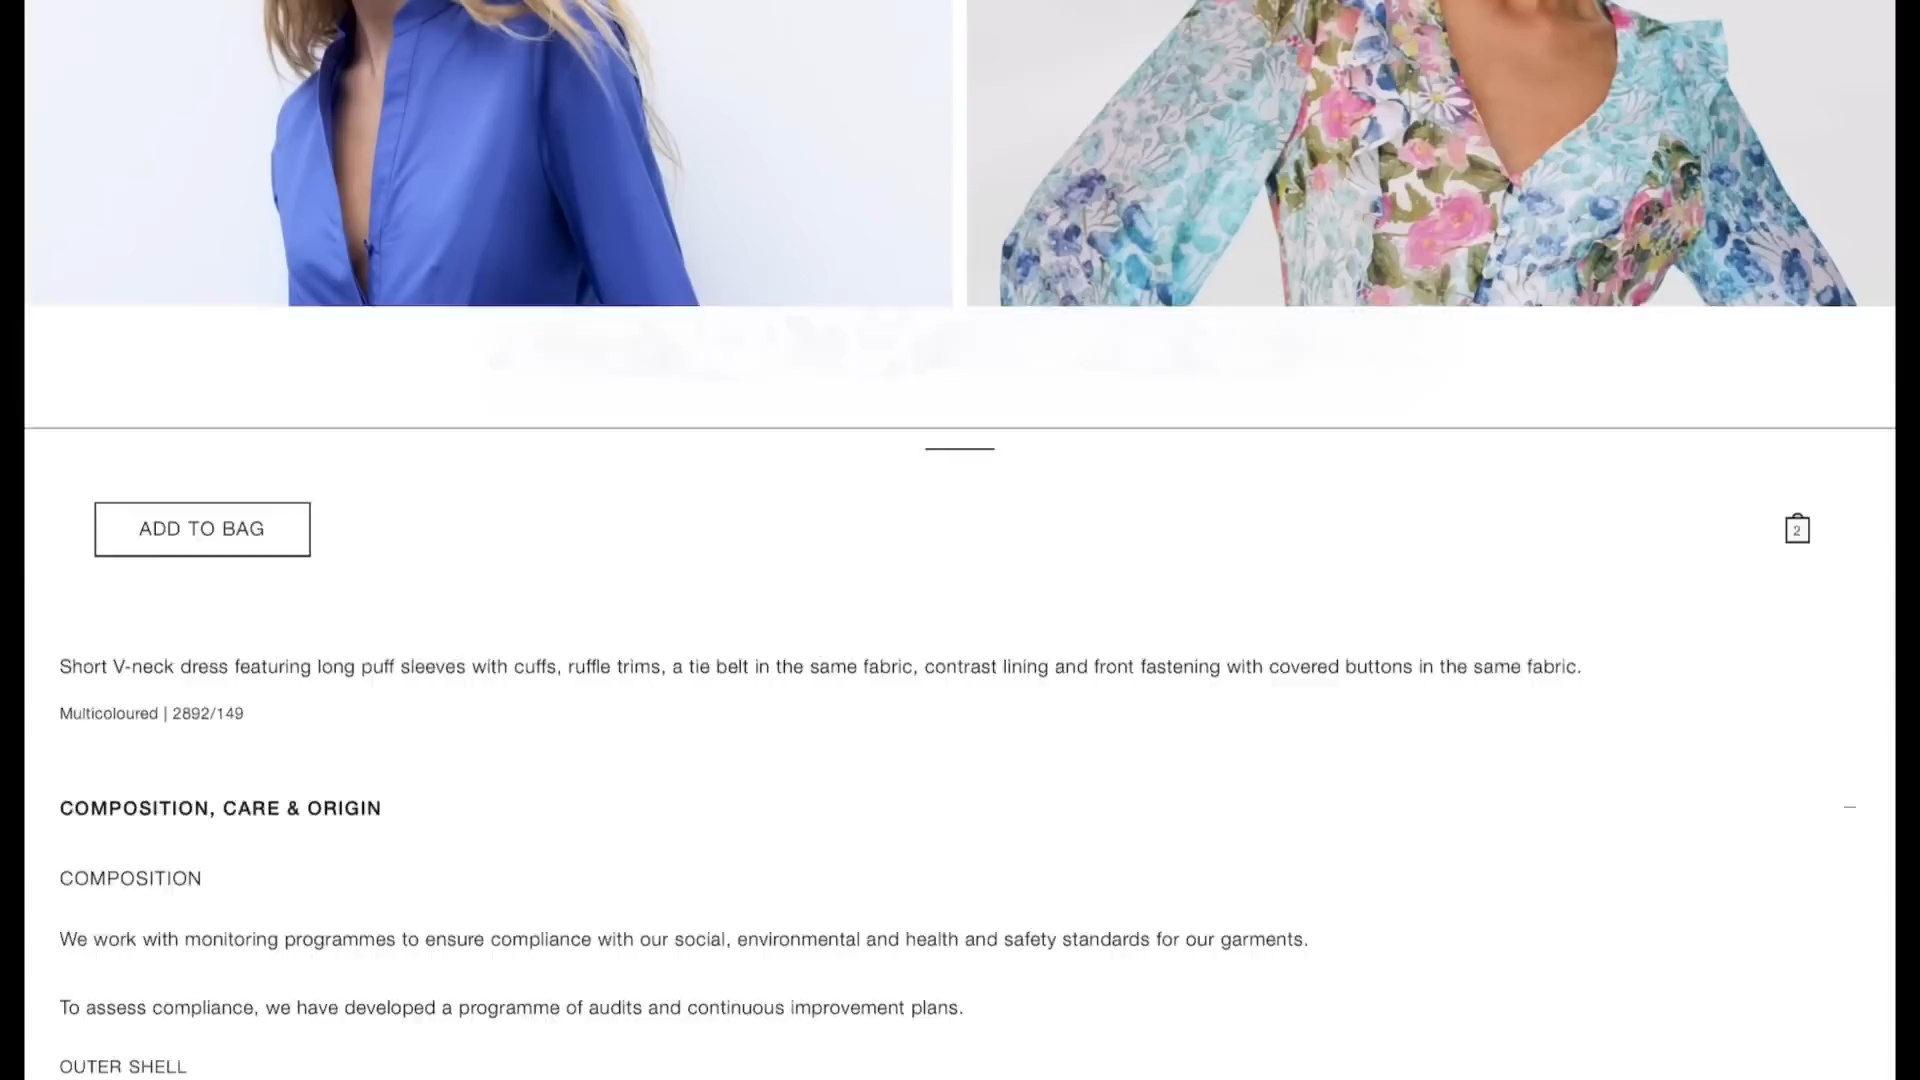 ADD TO BAG
2
Short V-neck dress featuring long puff sleeves with cuffs, ruffle trims, a tie belt in the same fabric, contrast lining and front fastening with covered buttons in the same fabric.
Multicoloured | 2892/149
COMPOSITION, CARE & ORIGIN
COMPOSITION
We work with monitoring programmes to ensure compliance with our social, environmental and health and safety standards for our garments.
To assess compliance, we have developed a programme of audits and continuous improvement plans.
OUTER SHELL